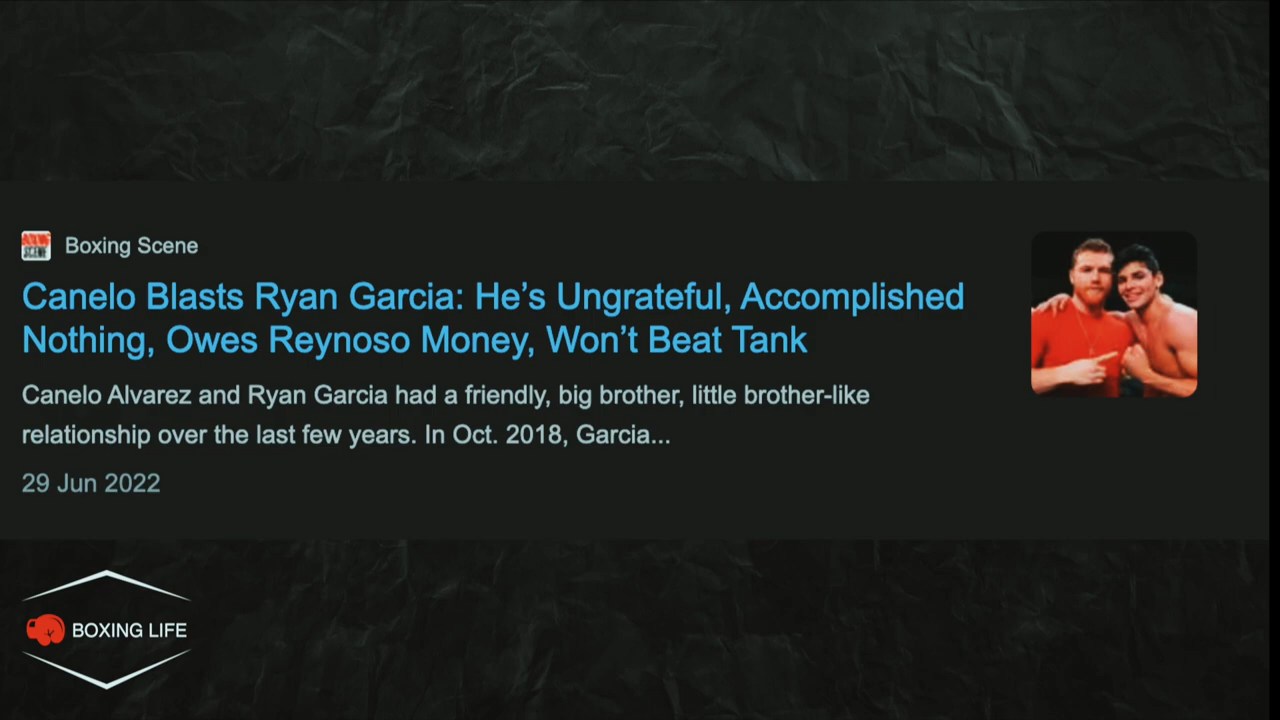 Boxing Scene
Canelo Blasts Ryan Garcia: He’s Ungrateful, Accomplished
Nothing, Owes Reynoso Money, Won’t Beat Tank
Canelo Alvarez and Ryan Garcia had a friendly, big brother, little brother-like
relationship over the last few years. In Oct. 2018, Garcia...
29 Jun 2022
BOXING LIFE